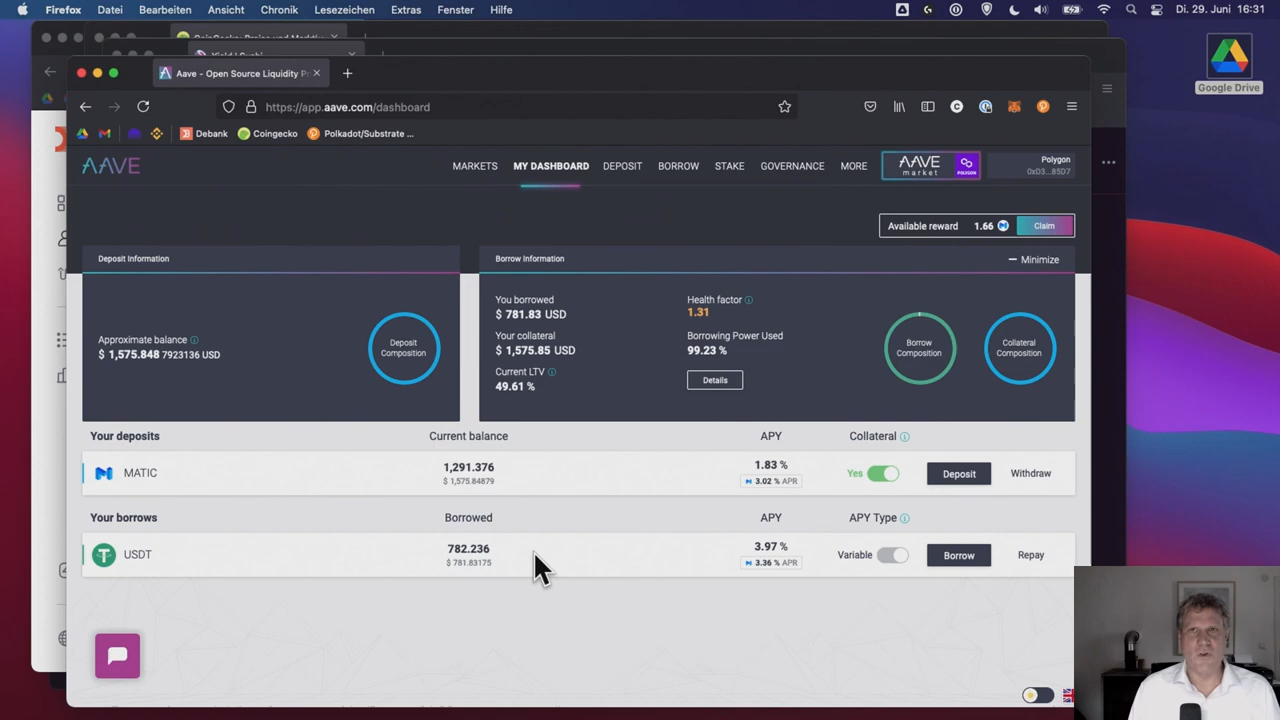 Firefox Datei Bearbeiten Ansicht Chronik Lesezeichen Extras Fenster Hilfe Di. 29. Juni 16:31
Google Drive
Aave - Open Source Liquidity P
https://app.aave.com/dashboard
Debank Coingecko Polkadot/Substrate ...
AAVE MARKETS MY DASHBOARD DEPOSIT BORROW STAKE GOVERNANCE MORE AAVE market POLYGON Polygon 0xD3...85D7
Available reward 1.66 Claim
Deposit Information
Borrow Information Minimize
Approximate balance
$ 1,575.848 7923136 USD
Deposit Composition
You borrowed
$ 781.83 USD
Your collateral
$ 1,575.85 USD
Current LTV
49.61 %
Health factor
1.31
Borrowing Power Used
99.23 %
Details
Borrow Composition
Collateral Composition
Your deposits Current balance APY Collateral
MATIC 1,291.376 1.83 % Yes Deposit Withdraw
$ 1,575.84879 3.02 % APR
Your borrows Borrowed APY APY Type
USDT 782.236 3.97 % Variable Borrow Repay
$ 781.83175 3.36 % APR